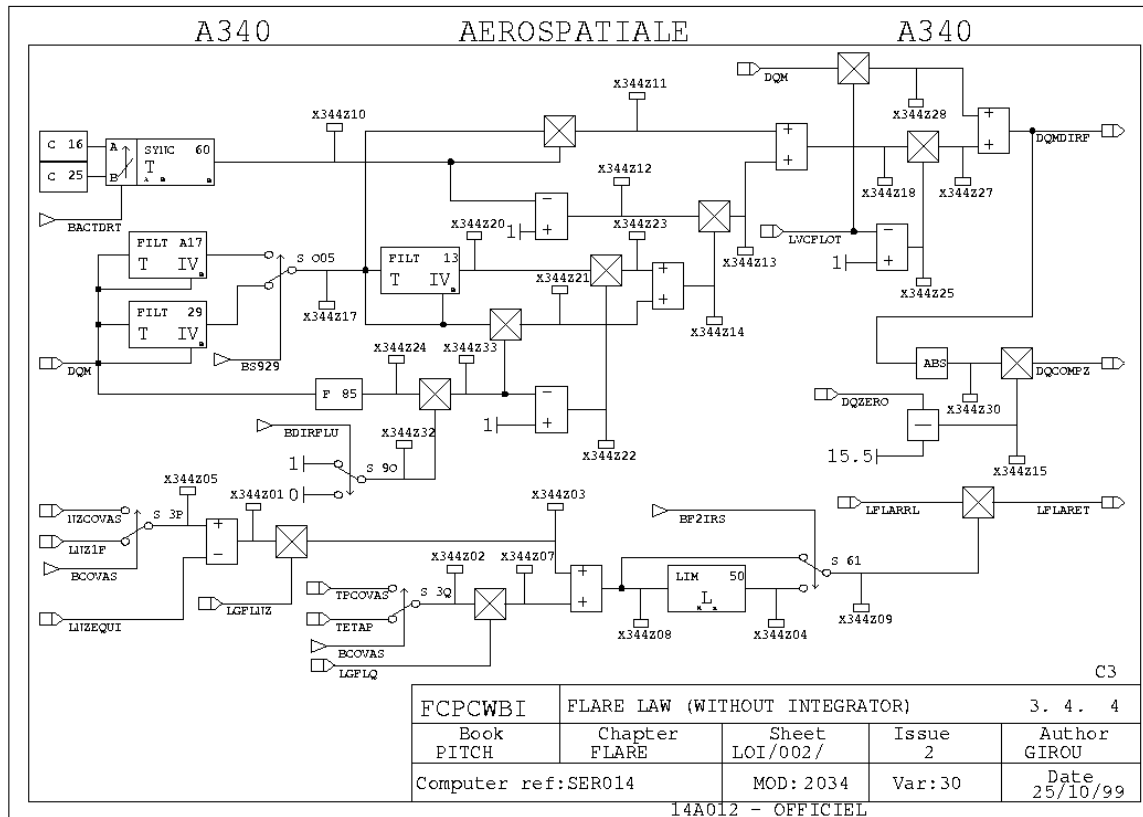 A340 AEROSPATIALE A340
DQM
X344Z11
X344Z28
X344Z10
C 16 A SYNC 60
T
C 25 B
DQMDIRF
X344Z12
X344Z18 X344Z27
BACTDRT
X344Z20 X344Z23
1
LVCFLOT
X344Z13
FILT A17
T IV
S 005
FILT 13
T IV
X344Z21
1
X344Z25
FILT 29
T IV
X344Z17
X344Z14
BS929
X344Z24 X344Z33
DQM
ABS
DQCOMPZ
F 85
DQZERO
X344Z30
BDIRFLU
X344Z32
1
X344Z22
15.5
1
S 90
0
X344Z15
X344Z05
X344Z01
X344Z03
LFLARRL LFLARET
UZCOVAS
S 3P
BF2IRS
LUZ1F
BCOVAS
X344Z02 X344Z07
S 61
TPCOVAS
LIM 50
L
LGFLUZ
S 3Q
LUZEQUI
TETAP
X344Z08 X344Z04 X344Z09
BCOVAS
LGFLQ
C3
FCPCWBI FLARE LAW (WITHOUT INTEGRATOR) 3. 4. 4
Book Chapter Sheet Issue Author
PITCH FLARE LOI/002/ 2 GIROU
Computer ref:SER014 MOD:2034 Var:30 Date
25/10/99
14A012 - OFFICIEL